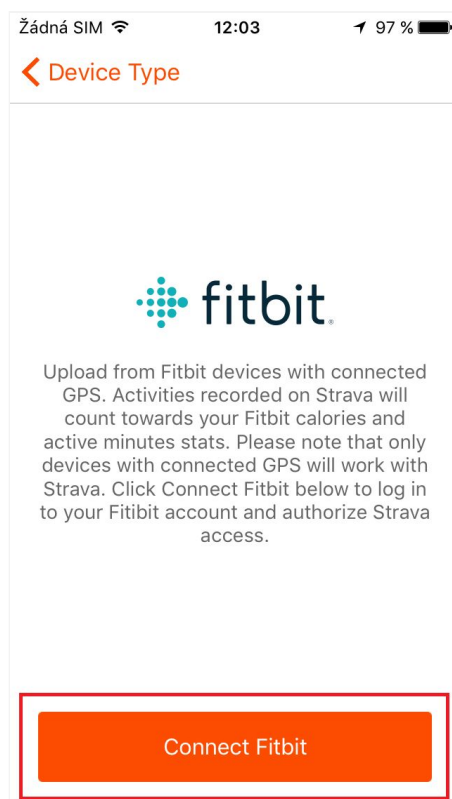 Žádná SIM 12:03 97 %
Device Type
fitbit®
Upload from Fitbit devices with connected
GPS. Activities recorded on Strava will
count towards your Fitbit calories and
active minutes stats. Please note that only
devices with connected GPS will work with
Strava. Click Connect Fitbit below to log in
to your Fitibit account and authorize Strava
access.
Connect Fitbit